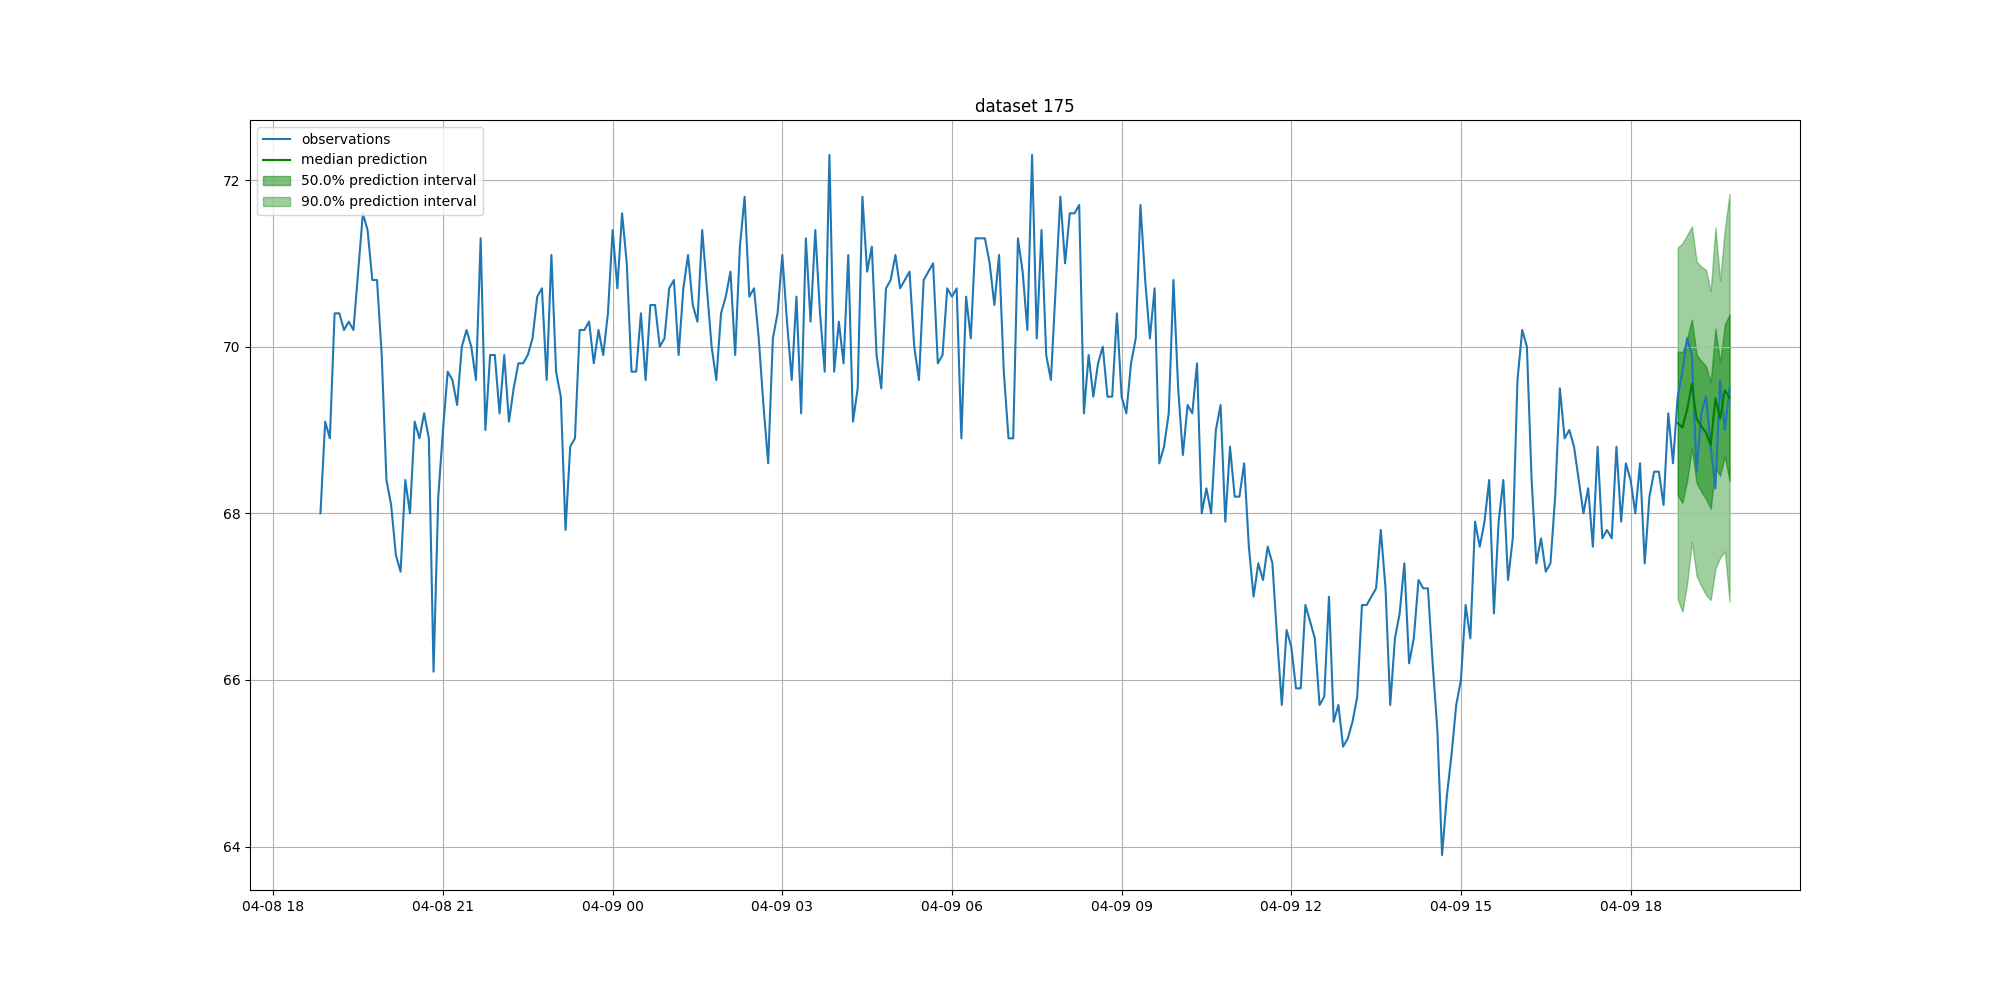 dataset 175
observations
median prediction
50.0% prediction interval
90.0% prediction interval
72
70
68
66
64
04-08 18
04-08 21
04-09 00
04-09 03
04-09 06
04-09 09
04-09 12
04-09 15
04-09 18